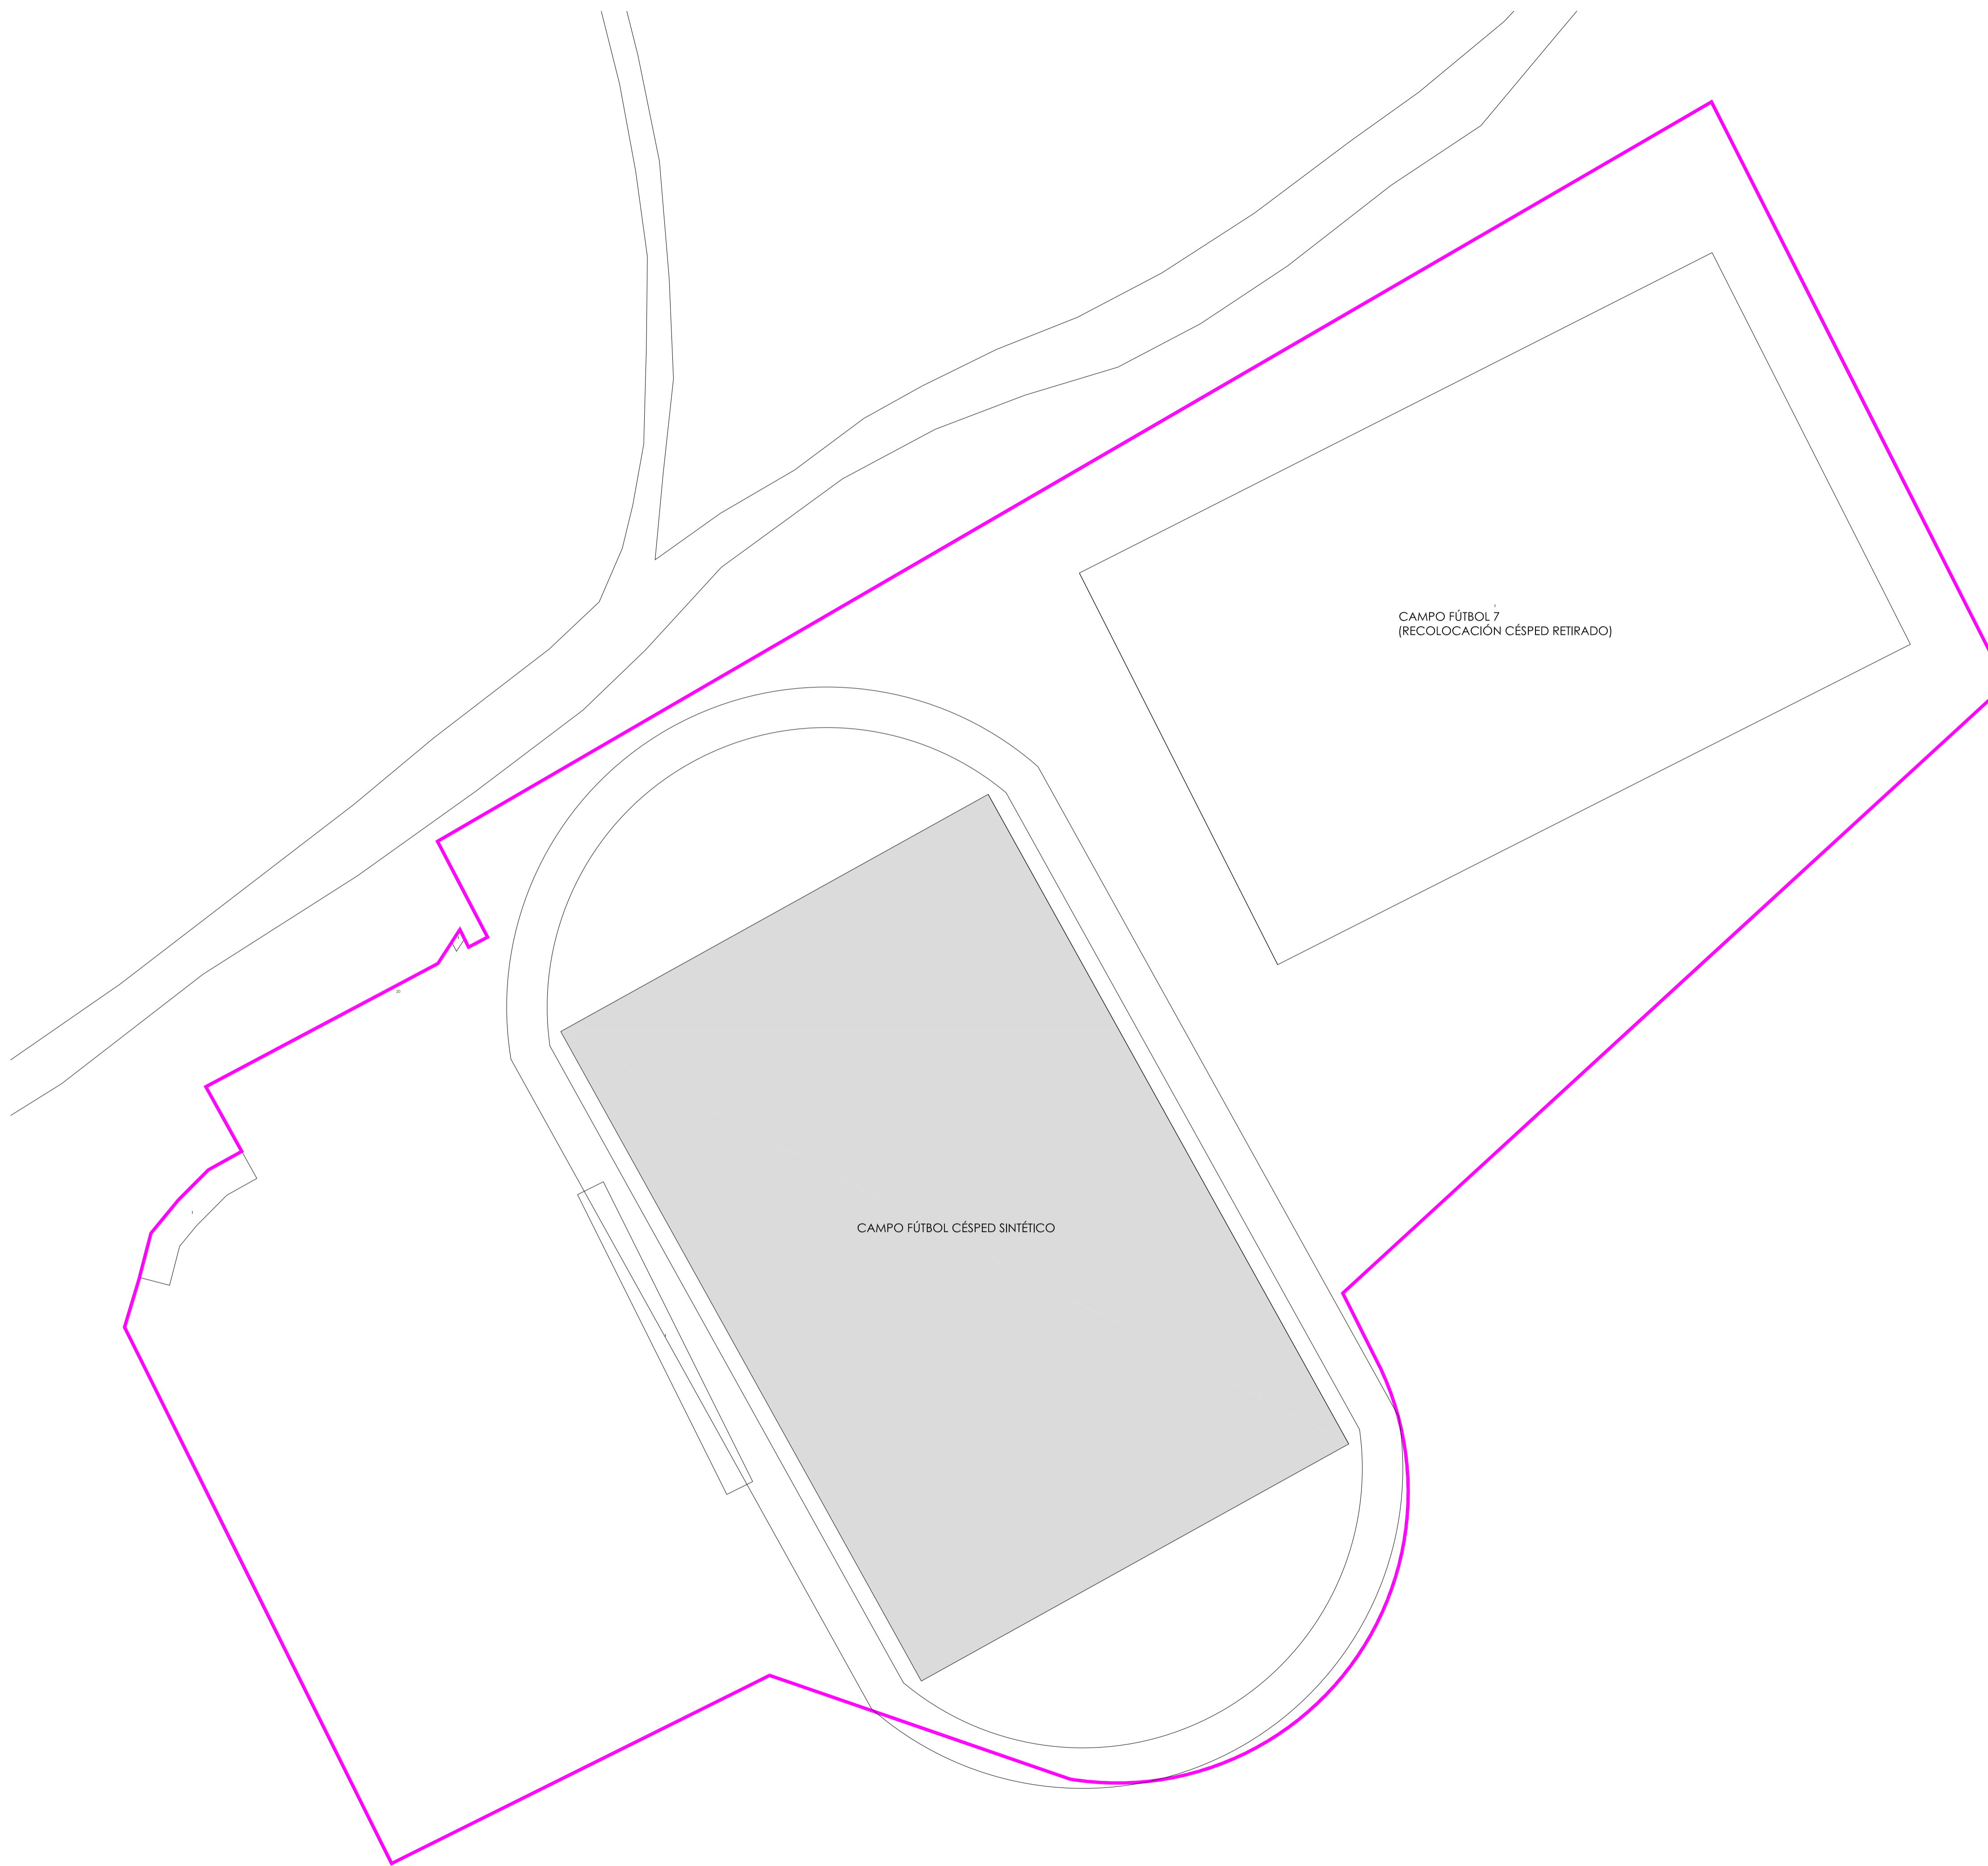 CAMPO FÚTBOL 7
(RECOLOCACIÓN CÉSPED RETIRADO)
CAMPO FÚTBOL CÉSPED SINTÉTICO